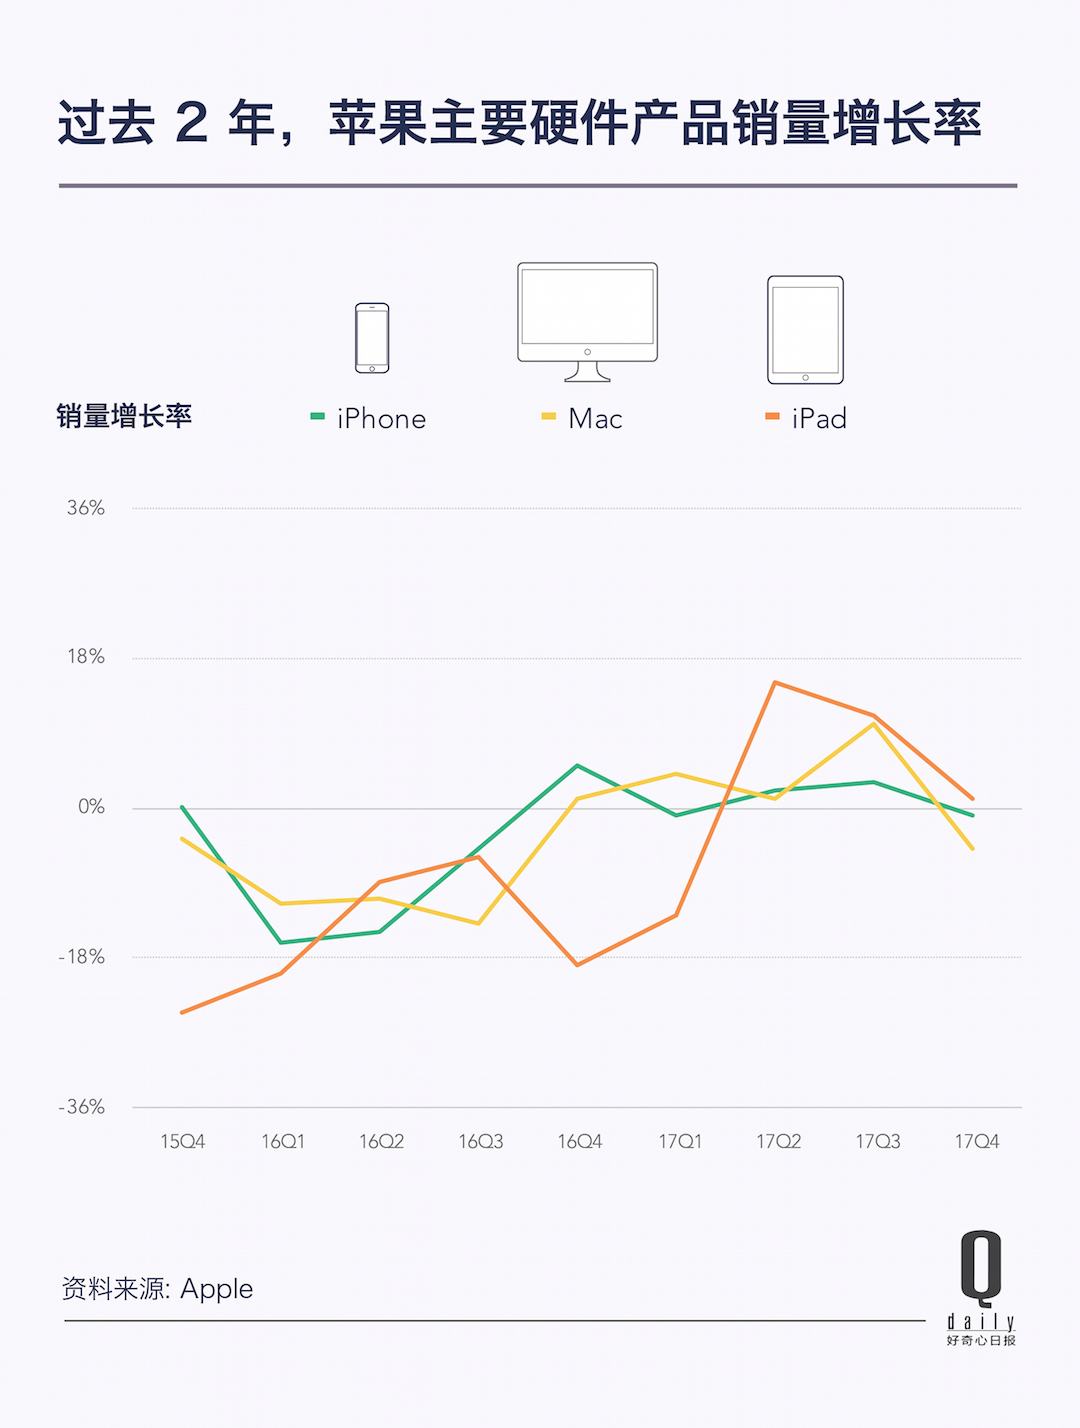 过去 2 年，苹果主要硬件产品销量增长率
销量增长率
iPhone
Mac
iPad
36%
18%
0%
-18%
-36%
15Q4 16Q1 16Q2 16Q3 16Q4 17Q1 17Q2 17Q3 17Q4
资料来源: Apple
Q
daily
好奇心日报